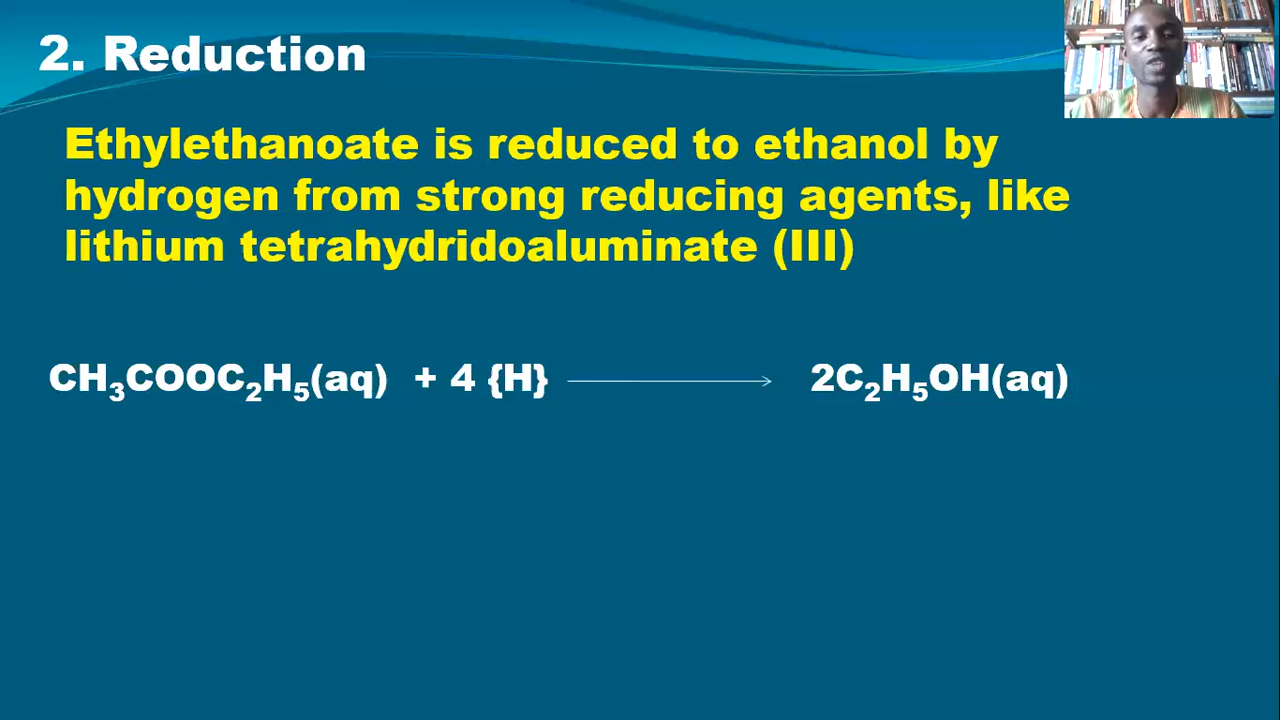 2. Reduction
Ethylethanoate is reduced to ethanol by
hydrogen from strong reducing agents, like
lithium tetrahydridoaluminate (III)
CH₃COOC₂H₅(aq) + 4 {H} ⟶ 2C₂H₅OH(aq)